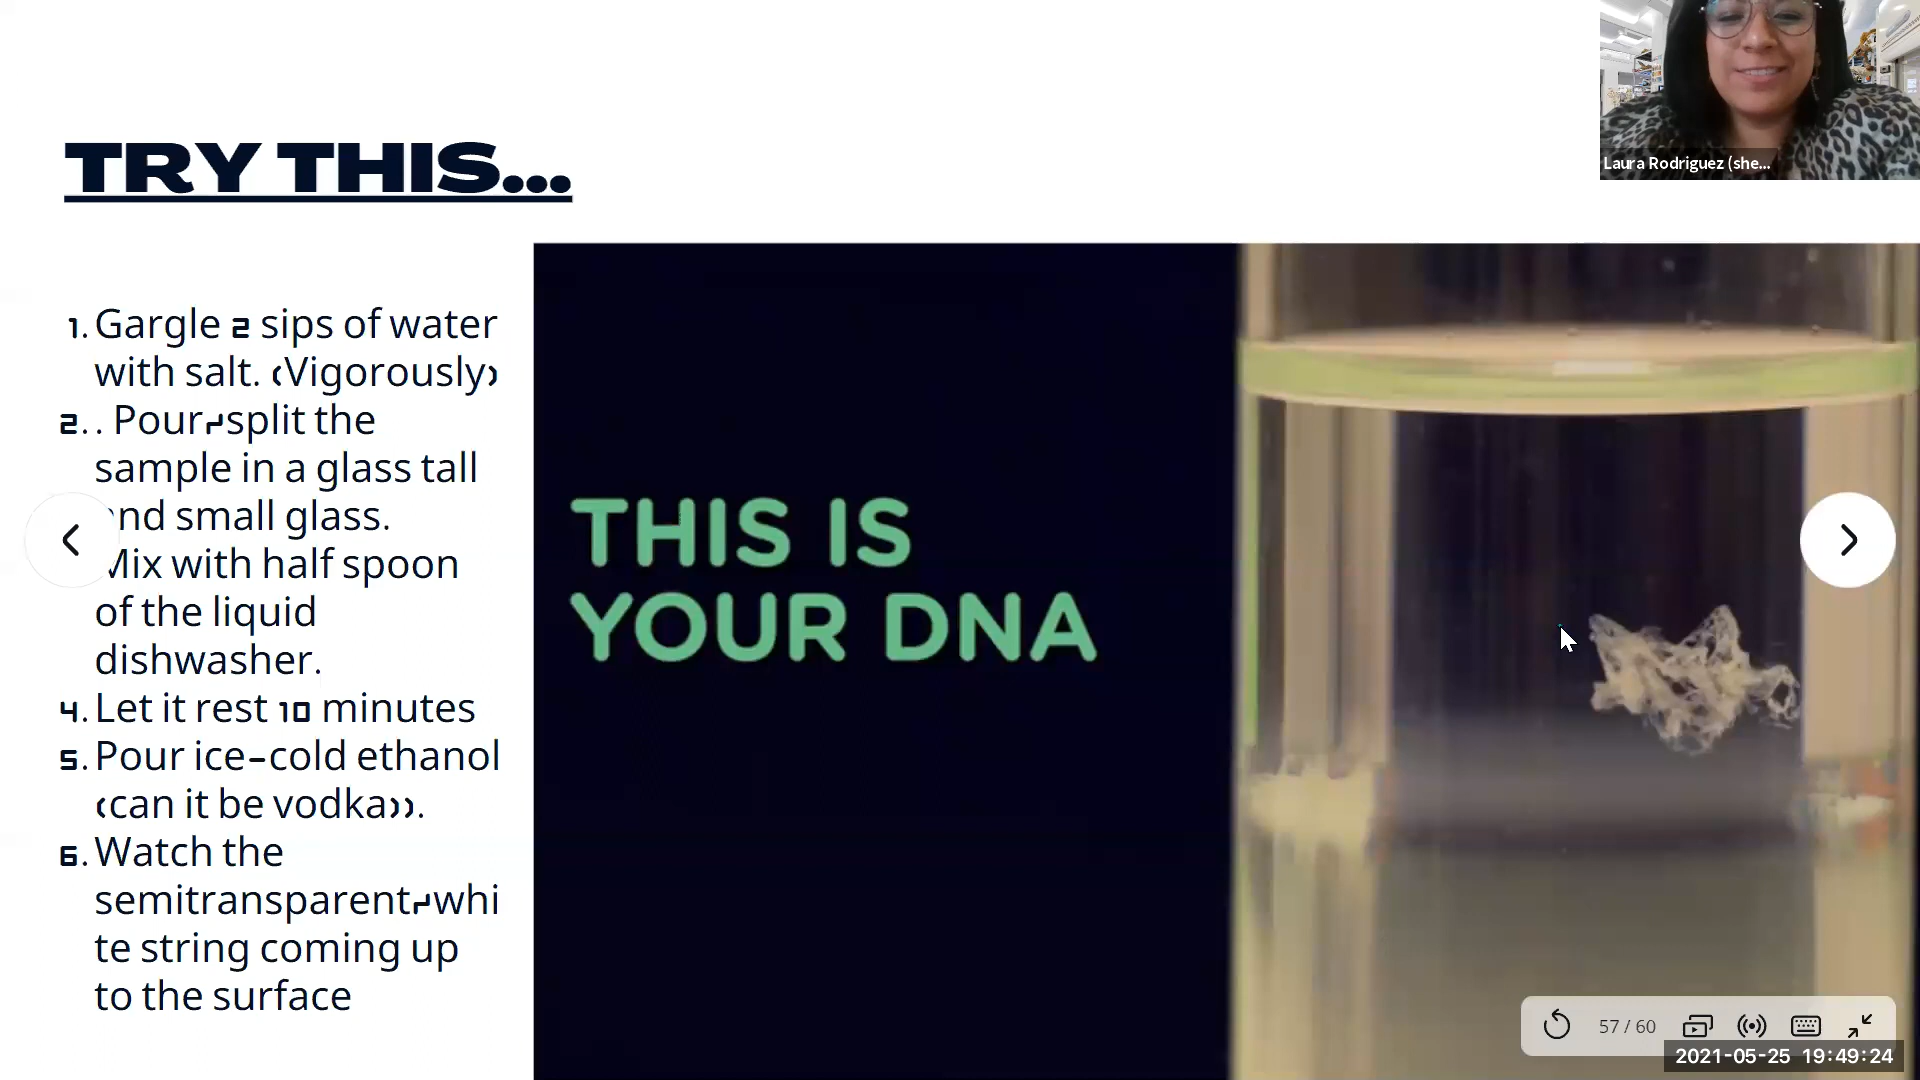 Laura Rodriguez (she...
TRY THIS...
1. Gargle 2 sips of water
with salt. (Vigorously)
2. . Pour/split the
sample in a glass tall
and small glass.
Mix with half spoon
of the liquid
dishwasher.
4. Let it rest 10 minutes
5. Pour ice-cold ethanol
(can it be vodka)).
6. Watch the
semitransparent/whi
te string coming up
to the surface
THIS IS
YOUR DNA
57 / 60
2021-05-25 19:49:24